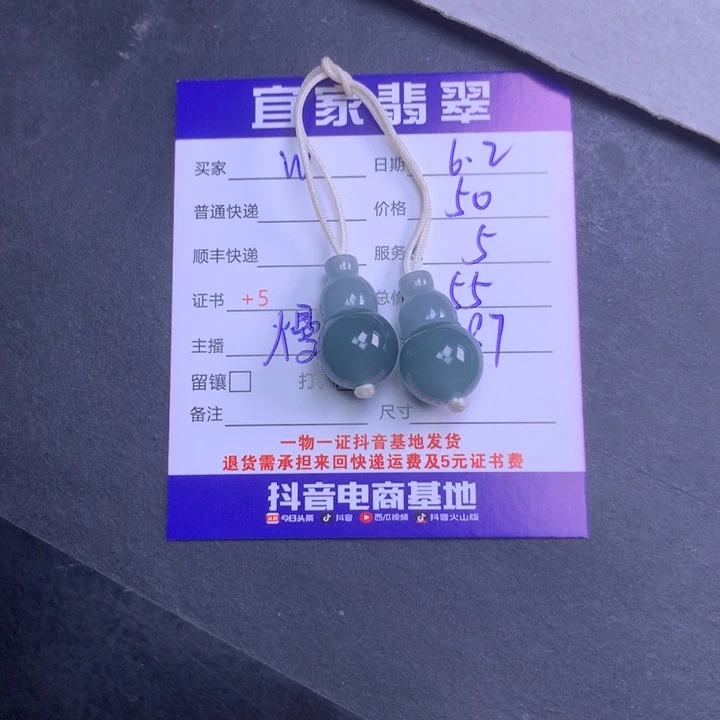 宜家翡翠
买家 W 日期 6.2
普通快递 价格 50
顺丰快递 服务 5
证书 +5 总价 55
主播
留镶 打
备注 尺寸
一物一证抖音基地发货
退货需承担来回快递运费及5元证书费
抖音电商基地
今日头条 抖音 西瓜视频 抖音火山版